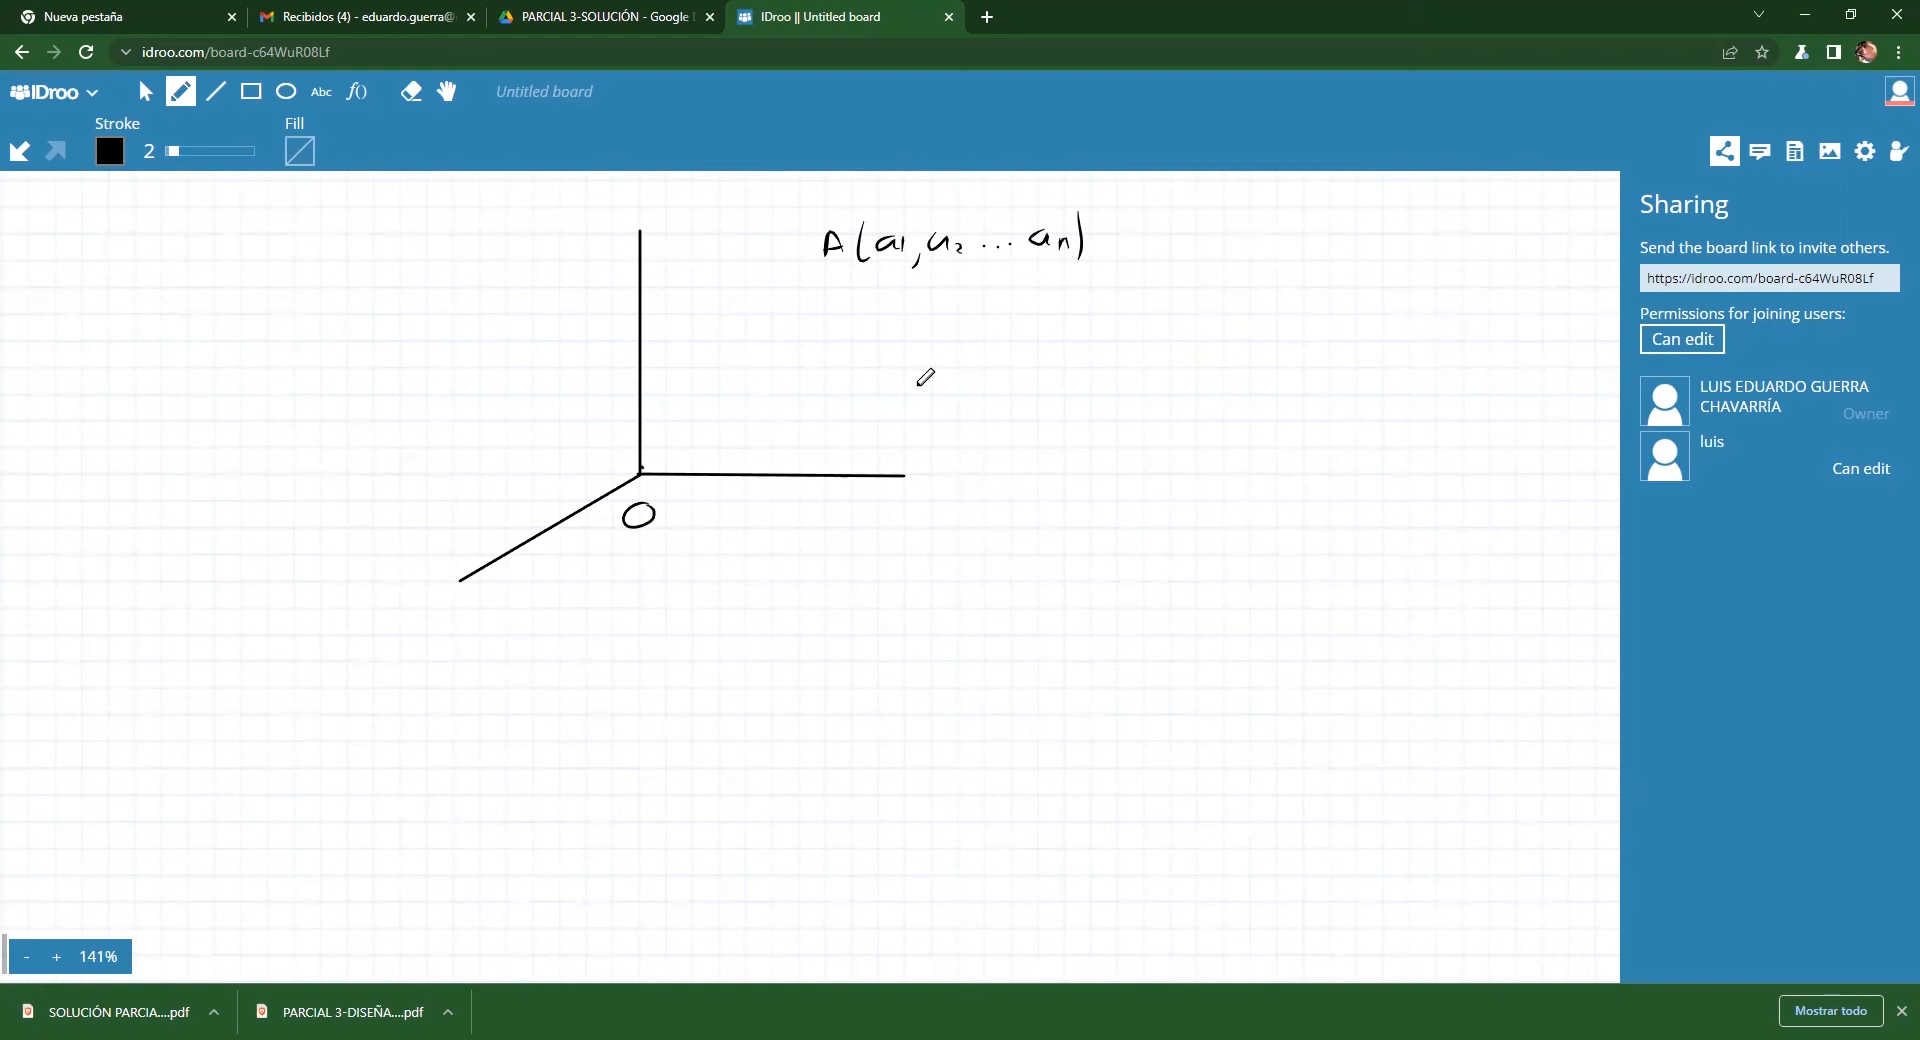 Nueva pestaña
Recibidos (4) - eduardo.guerra@
PARCIAL 3-SOLUCIÓN - Google
IDroo || Untitled board
idroo.com/board-c64WuR08Lf
IDroo
Abc
f()
Untitled board
Stroke
Fill
2
A(a1,a2 ... an)
O
Sharing
Send the board link to invite others.
https://idroo.com/board-c64WuR08Lf
Permissions for joining users:
Can edit
LUIS EDUARDO GUERRA
CHAVARRÍA
Owner
luis
Can edit
- + 141%
SOLUCIÓN PARCIA....pdf
PARCIAL 3-DISEÑA....pdf
Mostrar todo